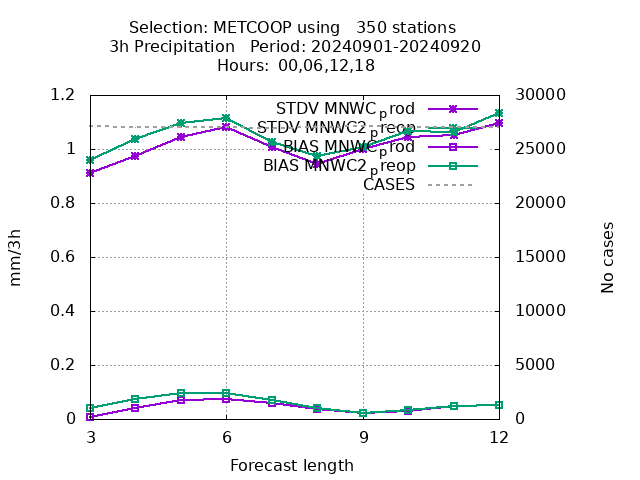 Selection: METCOOP using   350 stations
3h Precipitation   Period: 20240901-20240920
Hours:  00,06,12,18
STDV MNWC_prod
STDV MNWC2_preop
BIAS MNWC_prod
BIAS MNWC2_preop
CASES
1.2
1
0.8
0.6
0.4
0.2
0
mm/3h
30000
25000
20000
15000
10000
5000
0
No cases
3
6
9
12
Forecast length